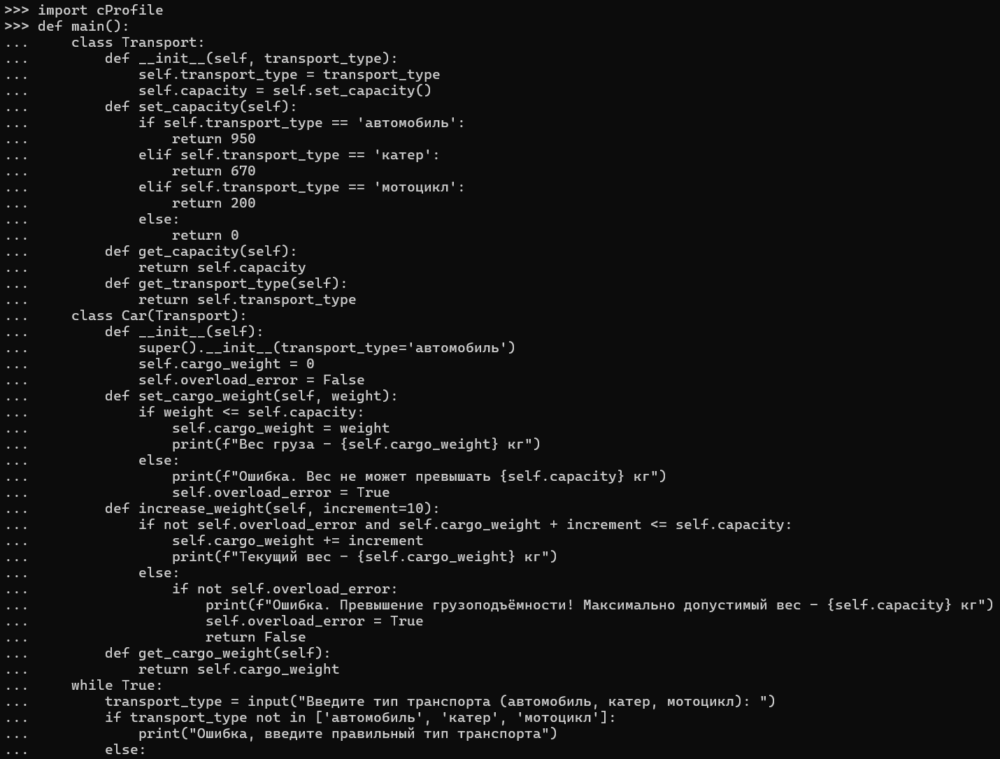 >>> import cProfile
>>> def main():
...     class Transport:
...         def __init__(self, transport_type):
...             self.transport_type = transport_type
...             self.capacity = self.set_capacity()
...         def set_capacity(self):
...             if self.transport_type == 'автомобиль':
...                 return 950
...             elif self.transport_type == 'катер':
...                 return 670
...             elif self.transport_type == 'мотоцикл':
...                 return 200
...             else:
...                 return 0
...         def get_capacity(self):
...             return self.capacity
...         def get_transport_type(self):
...             return self.transport_type
...     class Car(Transport):
...         def __init__(self):
...             super().__init__(transport_type='автомобиль')
...             self.cargo_weight = 0
...             self.overload_error = False
...         def set_cargo_weight(self, weight):
...             if weight <= self.capacity:
...                 self.cargo_weight = weight
...                 print(f"Вес груза - {self.cargo_weight} кг")
...             else:
...                 print(f"Ошибка. Вес не может превышать {self.capacity} кг")
...                 self.overload_error = True
...         def increase_weight(self, increment=10):
...             if not self.overload_error and self.cargo_weight + increment <= self.capacity:
...                 self.cargo_weight += increment
...                 print(f"Текущий вес - {self.cargo_weight} кг")
...             else:
...                 if not self.overload_error:
...                     print(f"Ошибка. Превышение грузоподъёмности! Максимально допустимый вес - {self.capacity} кг")
...                     self.overload_error = True
...                     return False
...         def get_cargo_weight(self):
...             return self.cargo_weight
...     while True:
...         transport_type = input("Введите тип транспорта (автомобиль, катер, мотоцикл): ")
...         if transport_type not in ['автомобиль', 'катер', 'мотоцикл']:
...             print("Ошибка, введите правильный тип транспорта")
...         else: